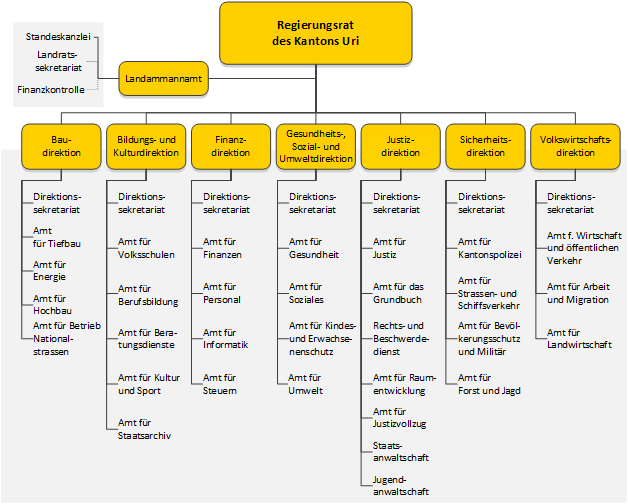 Regierungsrat
des Kantons Uri
Standeskanzlei
Landrats-
sekretariat
Finanzkontrolle
Landammannamt
Bau-
direktion
Bildungs- und
Kulturdirektion
Finanz-
direktion
Gesundheits-,
Sozial- und
Umweltdirektion
Justiz-
direktion
Sicherheits-
direktion
Volkswirtschafts-
direktion
Direktions-
sekretariat
Amt
für Tiefbau
Amt für
Energie
Amt für
Hochbau
Amt für Betrieb
National-
strassen
Direktions-
sekretariat
Amt für
Volksschulen
Amt für
Berufsbildung
Amt für Bera-
tungsdienste
Amt für Kultur
und Sport
Amt für
Staatsarchiv
Direktions-
sekretariat
Amt für
Finanzen
Amt für
Personal
Amt für
Informatik
Amt für
Steuern
Direktions-
sekretariat
Amt für
Gesundheit
Amt für
Soziales
Amt für Kindes-
und Erwachse-
nenschutz
Amt für
Umwelt
Direktions-
sekretariat
Amt für
Justiz
Amt für das
Grundbuch
Rechts- und
Beschwerde-
dienst
Amt für Raum-
entwicklung
Amt für
Justizvollzug
Staats-
anwaltschaft
Jugend-
anwaltschaft
Direktions-
sekretariat
Amt für
Kantonspolizei
Amt für
Strassen- und
Schiffsverkehr
Amt für Bevöl-
kerungsschutz
und Militär
Amt für
Forst und Jagd
Direktions-
sekretariat
Amt f. Wirtschaft
und öffentlichen
Verkehr
Amt für Arbeit
und Migration
Amt für
Landwirtschaft